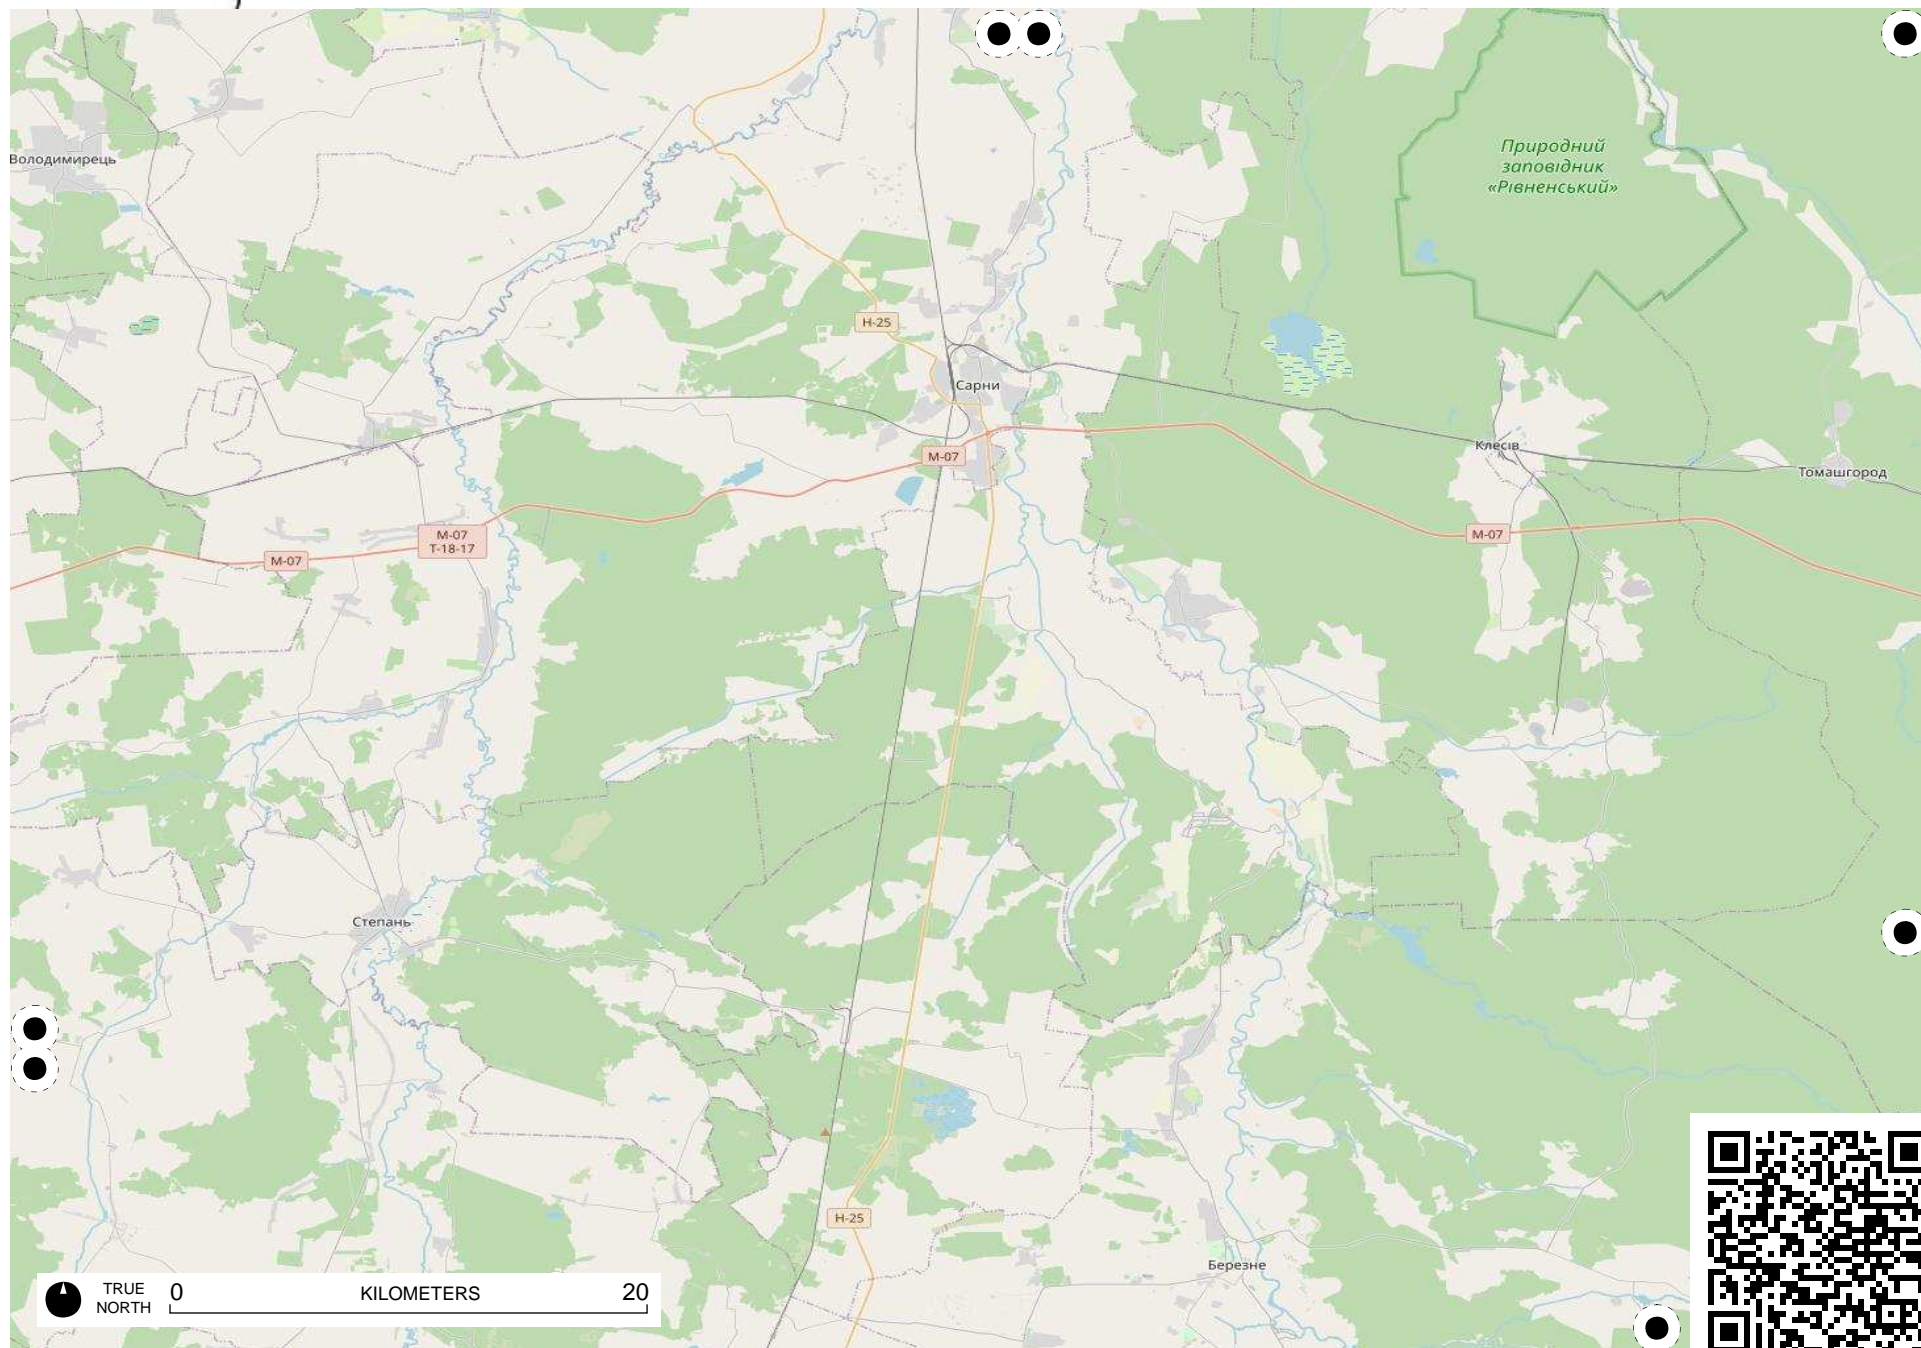 Природний
заповідник
«Рівненський»
Володимирець
Н-25
Сарни
М-07
Клесів
Томашгород
М-07
Т-18-17
М-07
М-07
Степань
Н-25
Березне
TRUE
NORTH
0
KILOMETERS
20